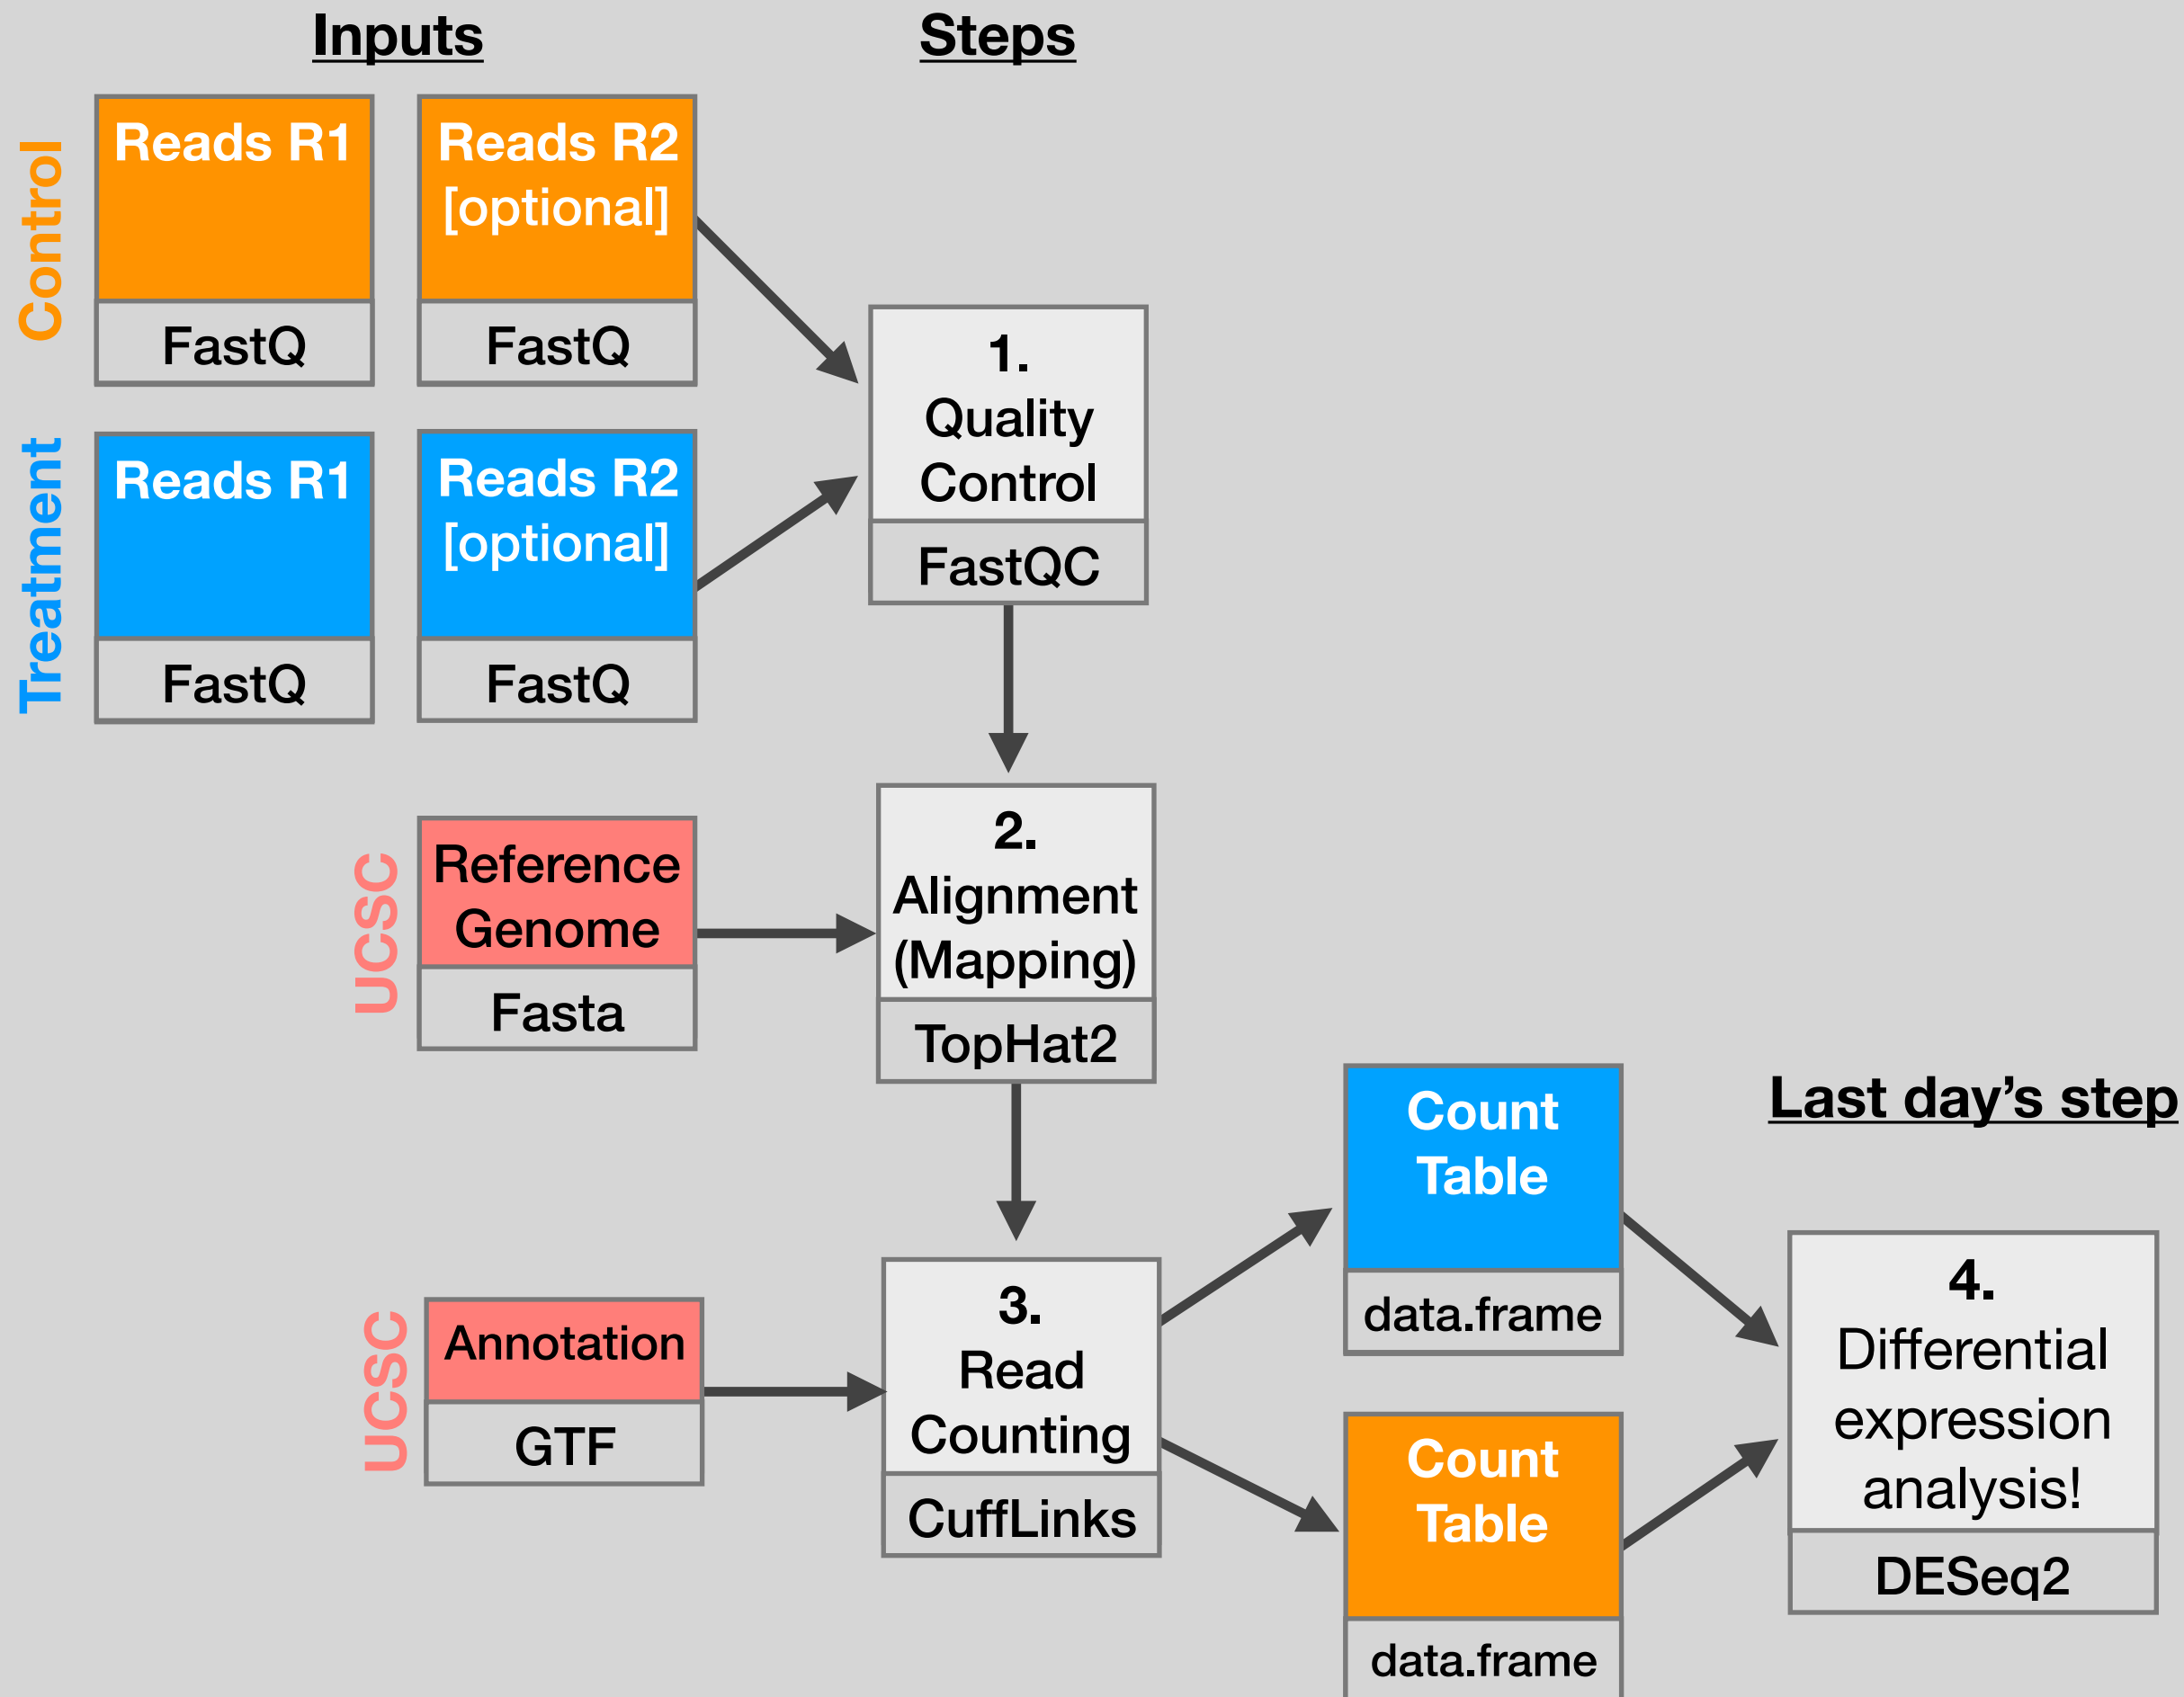 Inputs
Steps
Control
Reads R1
FastQ
Reads R2
[optional]
FastQ
Treatment
Reads R1
FastQ
Reads R2
[optional]
FastQ
1.
Quality
Control
FastQC
UCSC
Reference
Genome
Fasta
2.
Alignment
(Mapping)
TopHat2
UCSC
Annotation
GTF
3.
Read
Counting
CuffLinks
Count
Table
data.frame
Count
Table
data.frame
Last day's step
4.
Differential
expression
analysis!
DESeq2